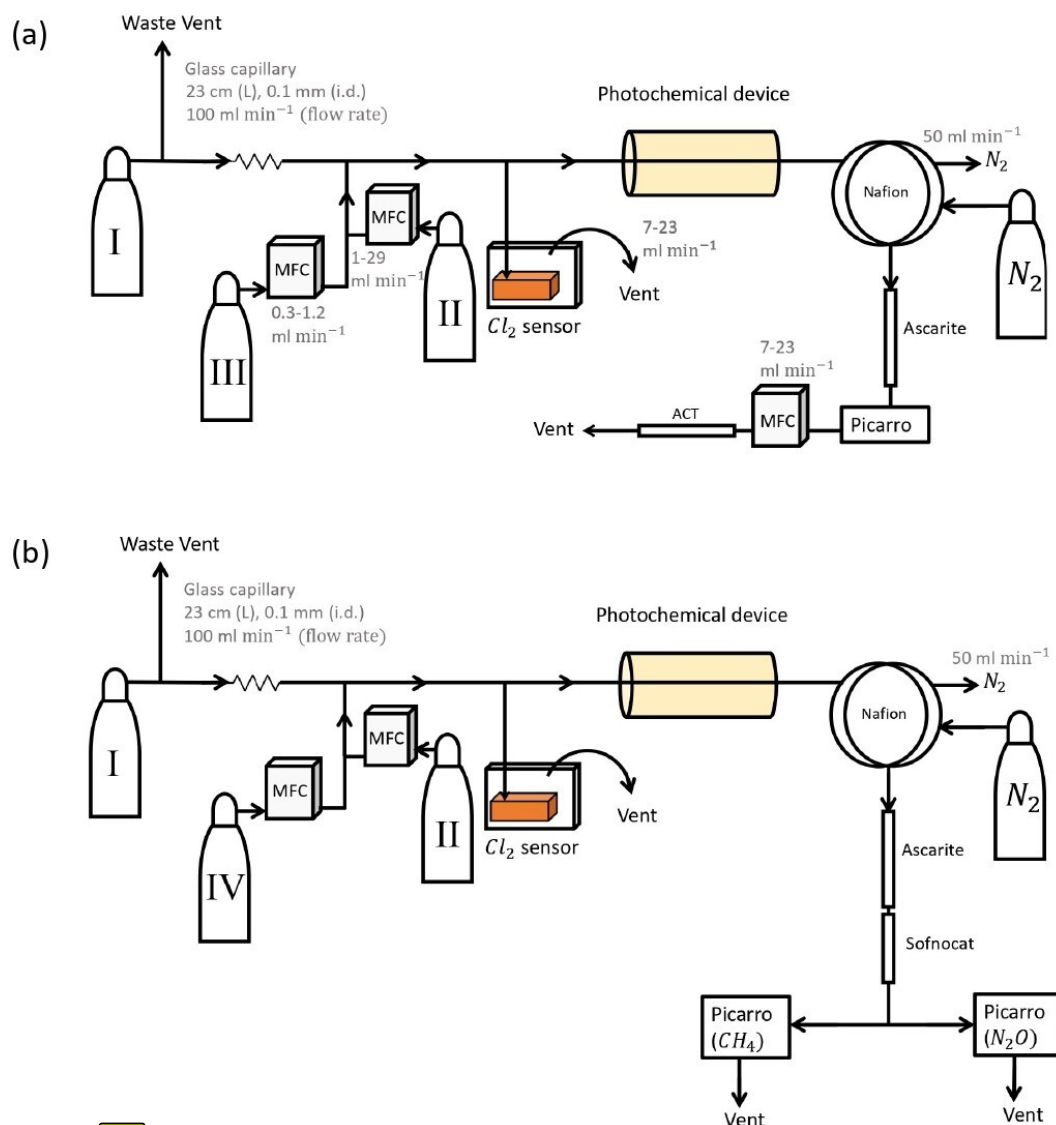 (a)
Waste Vent
Glass capillary
23 cm (L), 0.1 mm (i.d.)
100 ml min⁻¹ (flow rate)
Photochemical device
50 ml min⁻¹
N₂
Nafion
I
MFC
MFC
1-29
ml min⁻¹
7-23
ml min⁻¹
Vent
0.3-1.2
ml min⁻¹
II
III
Cl₂ sensor
N₂
Ascarite
7-23
ml min⁻¹
Vent
ACT
MFC
Picarro
(b)
Waste Vent
Glass capillary
23 cm (L), 0.1 mm (i.d.)
100 ml min⁻¹ (flow rate)
Photochemical device
50 ml min⁻¹
N₂
Nafion
I
MFC
MFC
Vent
II
IV
Cl₂ sensor
N₂
Ascarite
Sofnocat
Picarro
(CH₄)
Picarro
(N₂O)
Vent
Vent